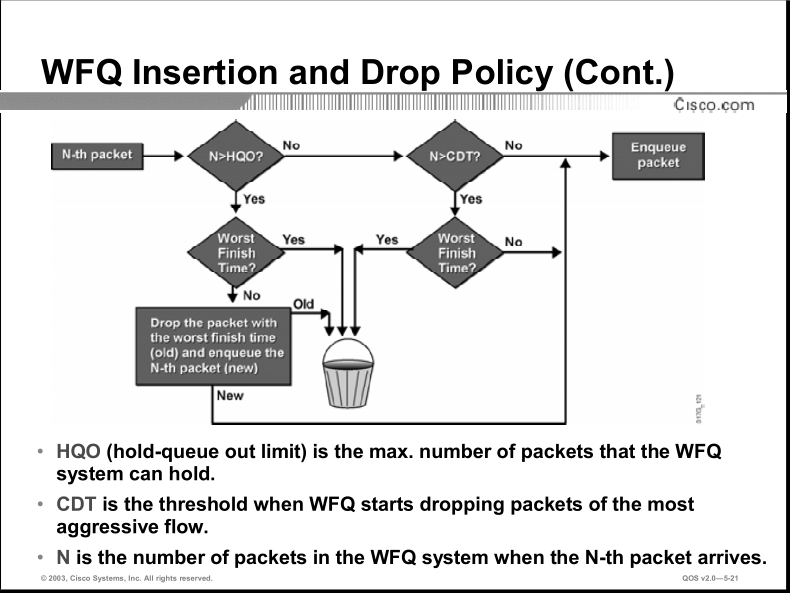 WFQ Insertion and Drop Policy (Cont.)
Cisco.com
N-th packet
N>HQO?
No
N>CDT?
No
Enqueue
packet
Yes
Yes
Worst
Finish
Time?
Yes
Yes
Worst
Finish
Time?
No
No
Old
Drop the packet with
the worst finish time
(old) and enqueue the
N-th packet (new)
New
• HQO (hold-queue out limit) is the max. number of packets that the WFQ
system can hold.
• CDT is the threshold when WFQ starts dropping packets of the most
aggressive flow.
• N is the number of packets in the WFQ system when the N-th packet arrives.
© 2003, Cisco Systems, Inc. All rights reserved.
QOS v2.0—5-21